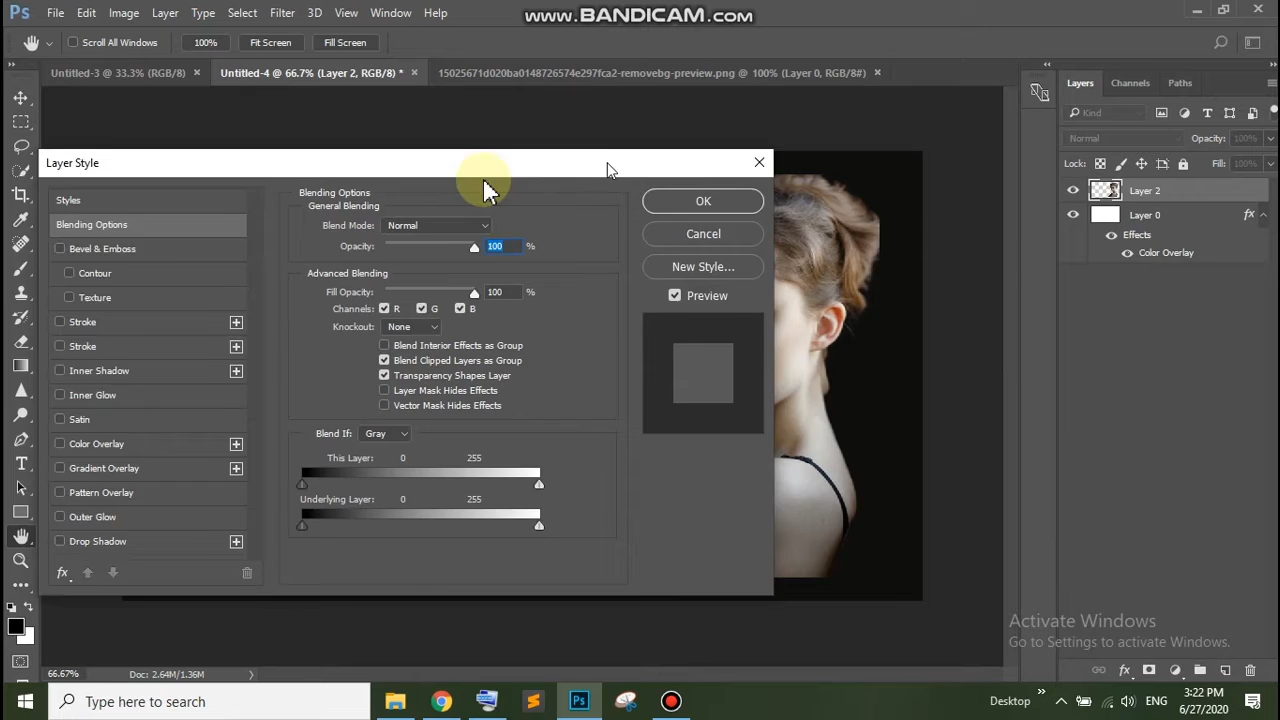 Ps File Edit Image Layer Type Select Filter 3D View Window Help
www.BANDICAM.com
Scroll All Windows 100% Fit Screen Fill Screen
Untitled-3 @ 33.3% (RGB/8) × Untitled-4 @ 66.7% (Layer 2, RGB/8) * × 15025671d020ba0148726574e297fca2-removebg-preview.png @ 100% (Layer 0, RGB/8#) ×
Layer Style
Styles
Blending Options
Bevel & Emboss
Contour
Texture
Stroke
Stroke
Inner Shadow
Inner Glow
Satin
Color Overlay
Gradient Overlay
Pattern Overlay
Outer Glow
Drop Shadow
fx
Blending Options
General Blending
Blend Mode: Normal
Opacity: 100 %
Advanced Blending
Fill Opacity: 100 %
Channels: R G B
Knockout: None
Blend Interior Effects as Group
Blend Clipped Layers as Group
Transparency Shapes Layer
Layer Mask Hides Effects
Vector Mask Hides Effects
Blend If: Gray
This Layer: 0 255
Underlying Layer: 0 255
OK
Cancel
New Style...
Preview
Layers Channels Paths
Kind
Normal Opacity: 100%
Lock: Fill: 100%
Layer 2
Layer 0 fx
Effects
Color Overlay
Activate Windows
Go to Settings to activate Windows.
66.67% Doc: 2.64M/1.36M
fx
Type here to search
Ps
Desktop
ENG
3:22 PM
6/27/2020